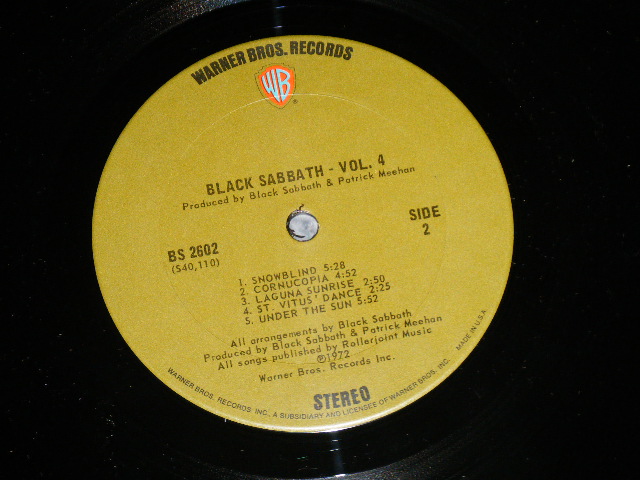 WARNER BROS. RECORDS
WB
®
BLACK SABBATH - VOL. 4
Produced by Black Sabbath & Patrick Meehan
BS 2602
(S40,110)
SIDE
2
1. SNOWBLIND 5:28
2. CORNUCOPIA 4:52
3. LAGUNA SUNRISE 2:50
4. ST. VITUS' DANCE 2:25
5. UNDER THE SUN 5:52
All arrangements by Black Sabbath
Produced by Black Sabbath & Patrick Meehan
All songs published by Rollerjoint Music
℗1972
Warner Bros. Records Inc.
STEREO
WARNER BROS. RECORDS INC., A SUBSIDIARY AND LICENSEE OF WARNER BROS. INC. MADE IN U.S.A.